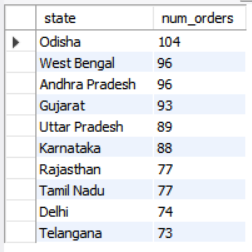 state num_orders
Odisha 104
West Bengal 96
Andhra Pradesh 96
Gujarat 93
Uttar Pradesh 89
Karnataka 88
Rajasthan 77
Tamil Nadu 77
Delhi 74
Telangana 73